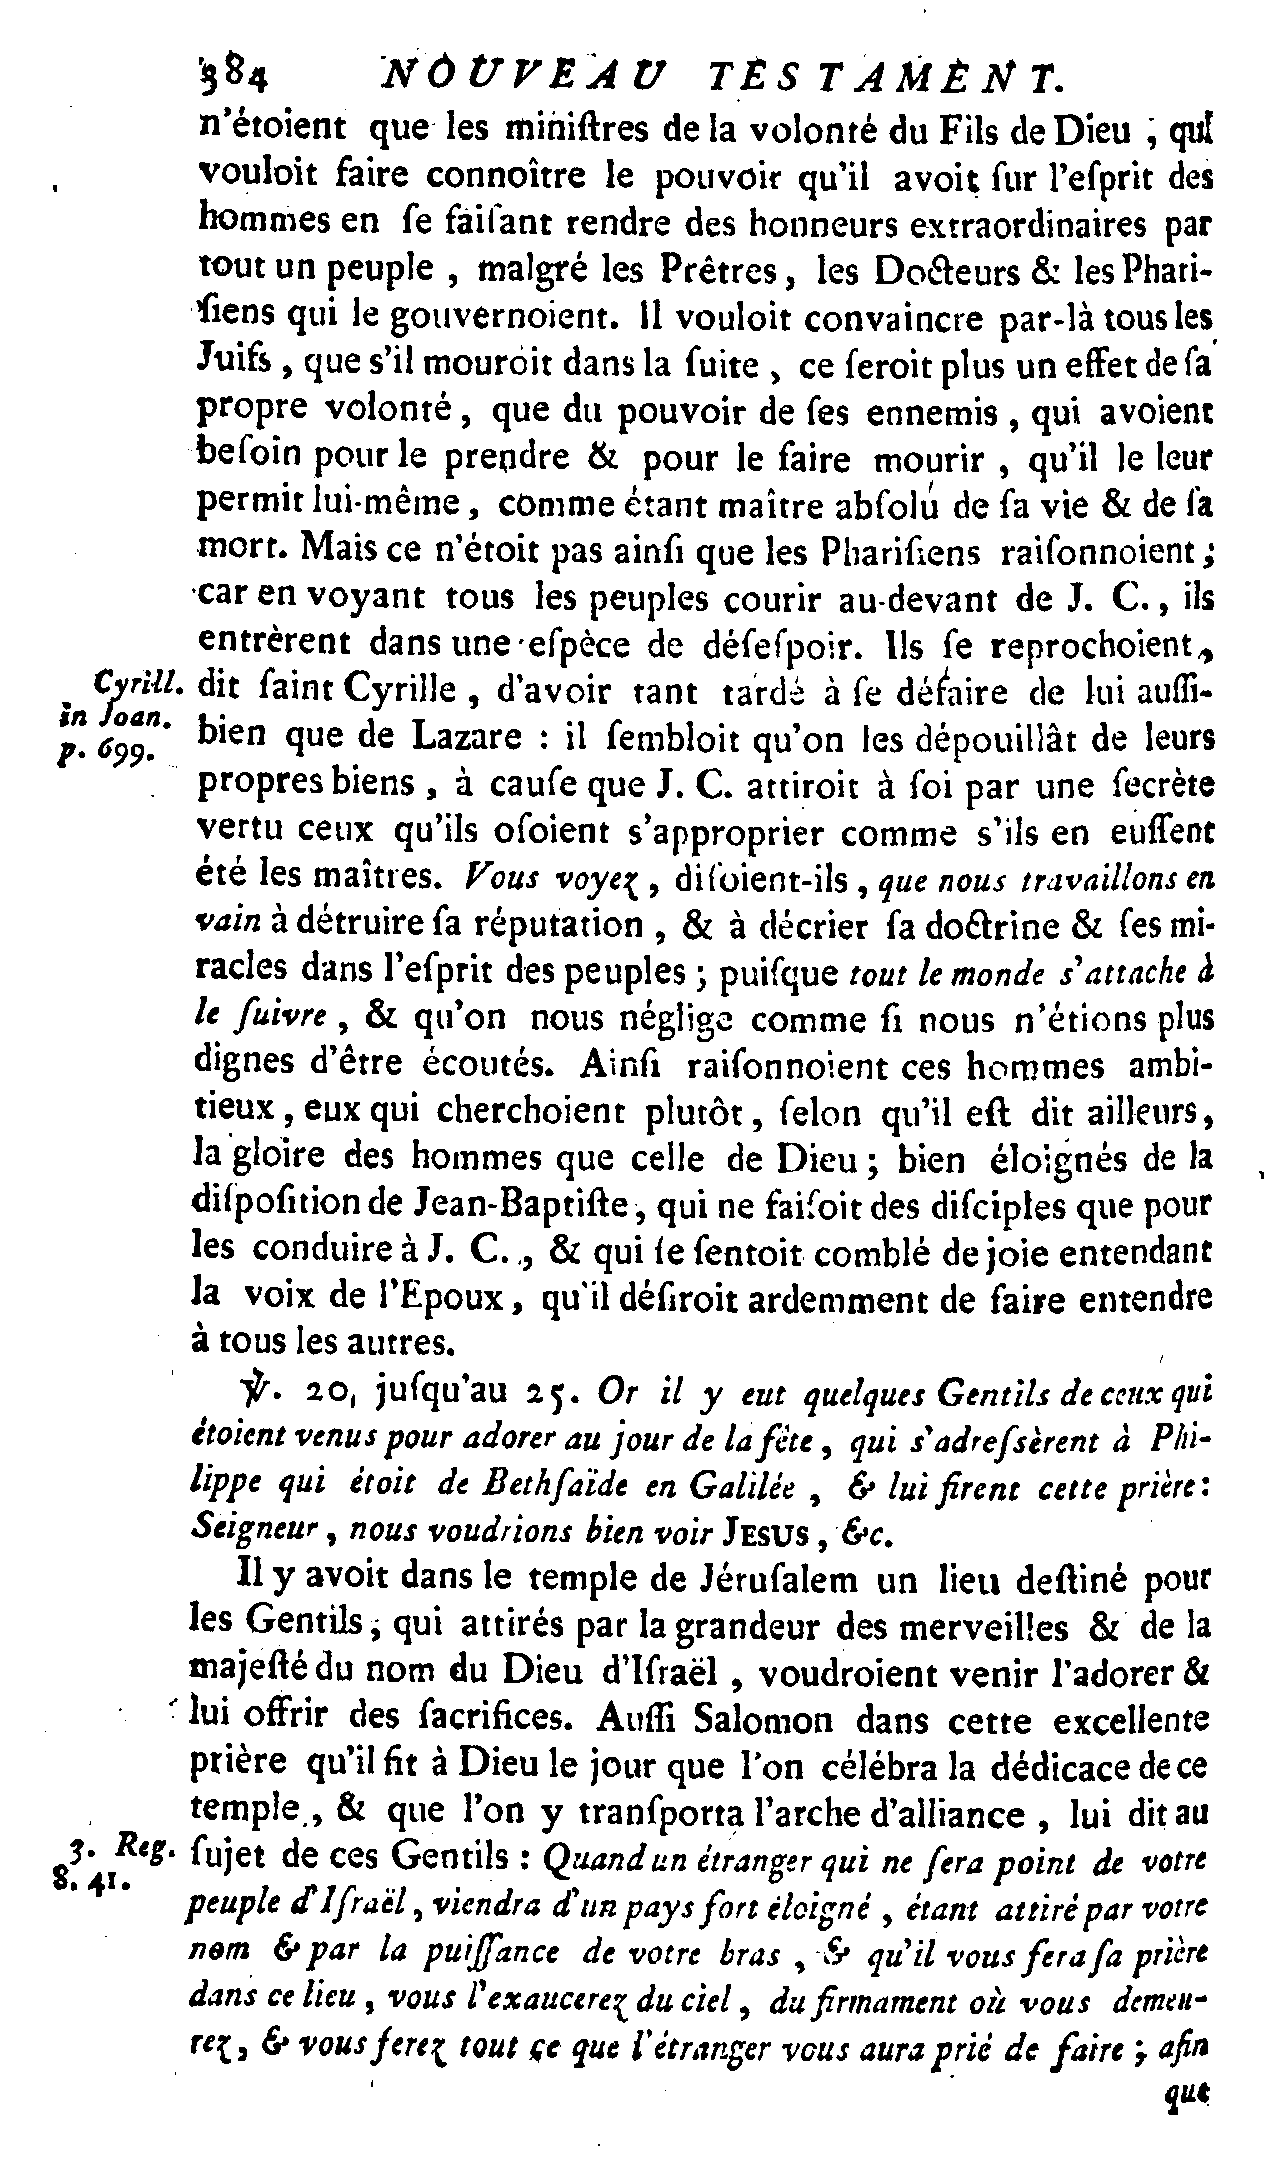 384 NOUVEAU TESTAMENT.
n'étoient que les miniſtres de la volonté du Fils de Dieu ; qui
vouloit faire connoître le pouvoir qu'il avoit ſur l'eſprit des
hommes en ſe faiſant rendre des honneurs extraordinaires par
tout un peuple , malgré les Prêtres, les Docteurs & les Phari-
ſiens qui le gouvernoient. Il vouloit convaincre par-là tous les
Juifs , que s'il mouroit dans la ſuite , ce ſeroit plus un effet de ſa
propre volonté, que du pouvoir de ſes ennemis , qui avoient
beſoin pour le prendre & pour le faire mourir , qu'il le leur
permit lui-même, comme étant maître abſolu de ſa vie & de ſa
mort. Mais ce n'étoit pas ainſi que les Phariſiens raiſonnoient ;
car en voyant tous les peuples courir au-devant de J. C., ils
entrèrent dans une eſpèce de déſeſpoir. Ils ſe reprochoient,
Cyrill. dit ſaint Cyrille , d'avoir tant tardé à ſe défaire de lui auſſi-
in Joan. bien que de Lazare : il ſembloit qu'on les dépouillât de leurs
p. 699.
propres biens , à cauſe que J. C. attiroit à ſoi par une ſecrète
vertu ceux qu'ils oſoient s'approprier comme s'ils en euſſent
été les maîtres. Vous voyez, diſoient-ils, que nous travaillons en
vain à détruire ſa réputation , & à décrier ſa doctrine & ſes mi-
racles dans l'eſprit des peuples ; puiſque tout le monde s'attache à
le ſuivre , & qu'on nous néglige comme ſi nous n'étions plus
dignes d'être écoutés. Ainſi raiſonnoient ces hommes ambi-
tieux , eux qui cherchoient plutôt, ſelon qu'il eſt dit ailleurs,
la gloire des hommes que celle de Dieu ; bien éloignés de la
diſpoſition de Jean-Baptiſte, qui ne faiſoit des diſciples que pour
les conduire à J. C., & qui ſe ſentoit comblé de joie entendant
la voix de l'Epoux, qu'il déſiroit ardemment de faire entendre
à tous les autres.
℣. 20, juſqu'au 25. Or il y eut quelques Gentils de ceux qui
étoient venus pour adorer au jour de la fête , qui s'adreſsèrent à Phi-
lippe qui étoit de Bethſaïde en Galilée , & lui firent cette prière:
Seigneur , nous voudrions bien voir JESUS , &c.
Il y avoit dans le temple de Jéruſalem un lieu deſtiné pour
les Gentils, qui attirés par la grandeur des merveilles & de la
majeſté du nom du Dieu d'Iſraël , voudroient venir l'adorer &
lui offrir des ſacrifices. Auſſi Salomon dans cette excellente
prière qu'il fit à Dieu le jour que l'on célébra la dédicace de ce
temple, & que l'on y tranſporta l'arche d'alliance , lui dit au
3. Reg. ſujet de ces Gentils : Quand un étranger qui ne ſera point de votre
8. 41.
peuple d'Iſraël, viendra d'un pays fort éloigné , étant attiré par votre
nom & par la puiſſance de votre bras , & qu'il vous fera ſa prière
dans ce lieu , vous l'exaucerez du ciel, du firmament où vous demeu-
rez, & vous ferez tout ce que l'étranger vous aura prié de faire ; afin
que